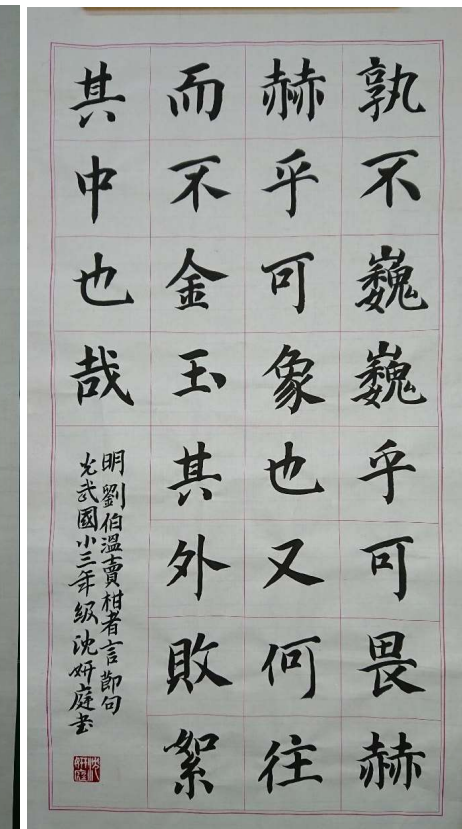 孰不巍巍乎可畏赫
赫乎可象也又何往
而不金玉其外敗絮
其中也哉
明劉伯溫賣柑者言節句
光武國小三年級沈妍庭書